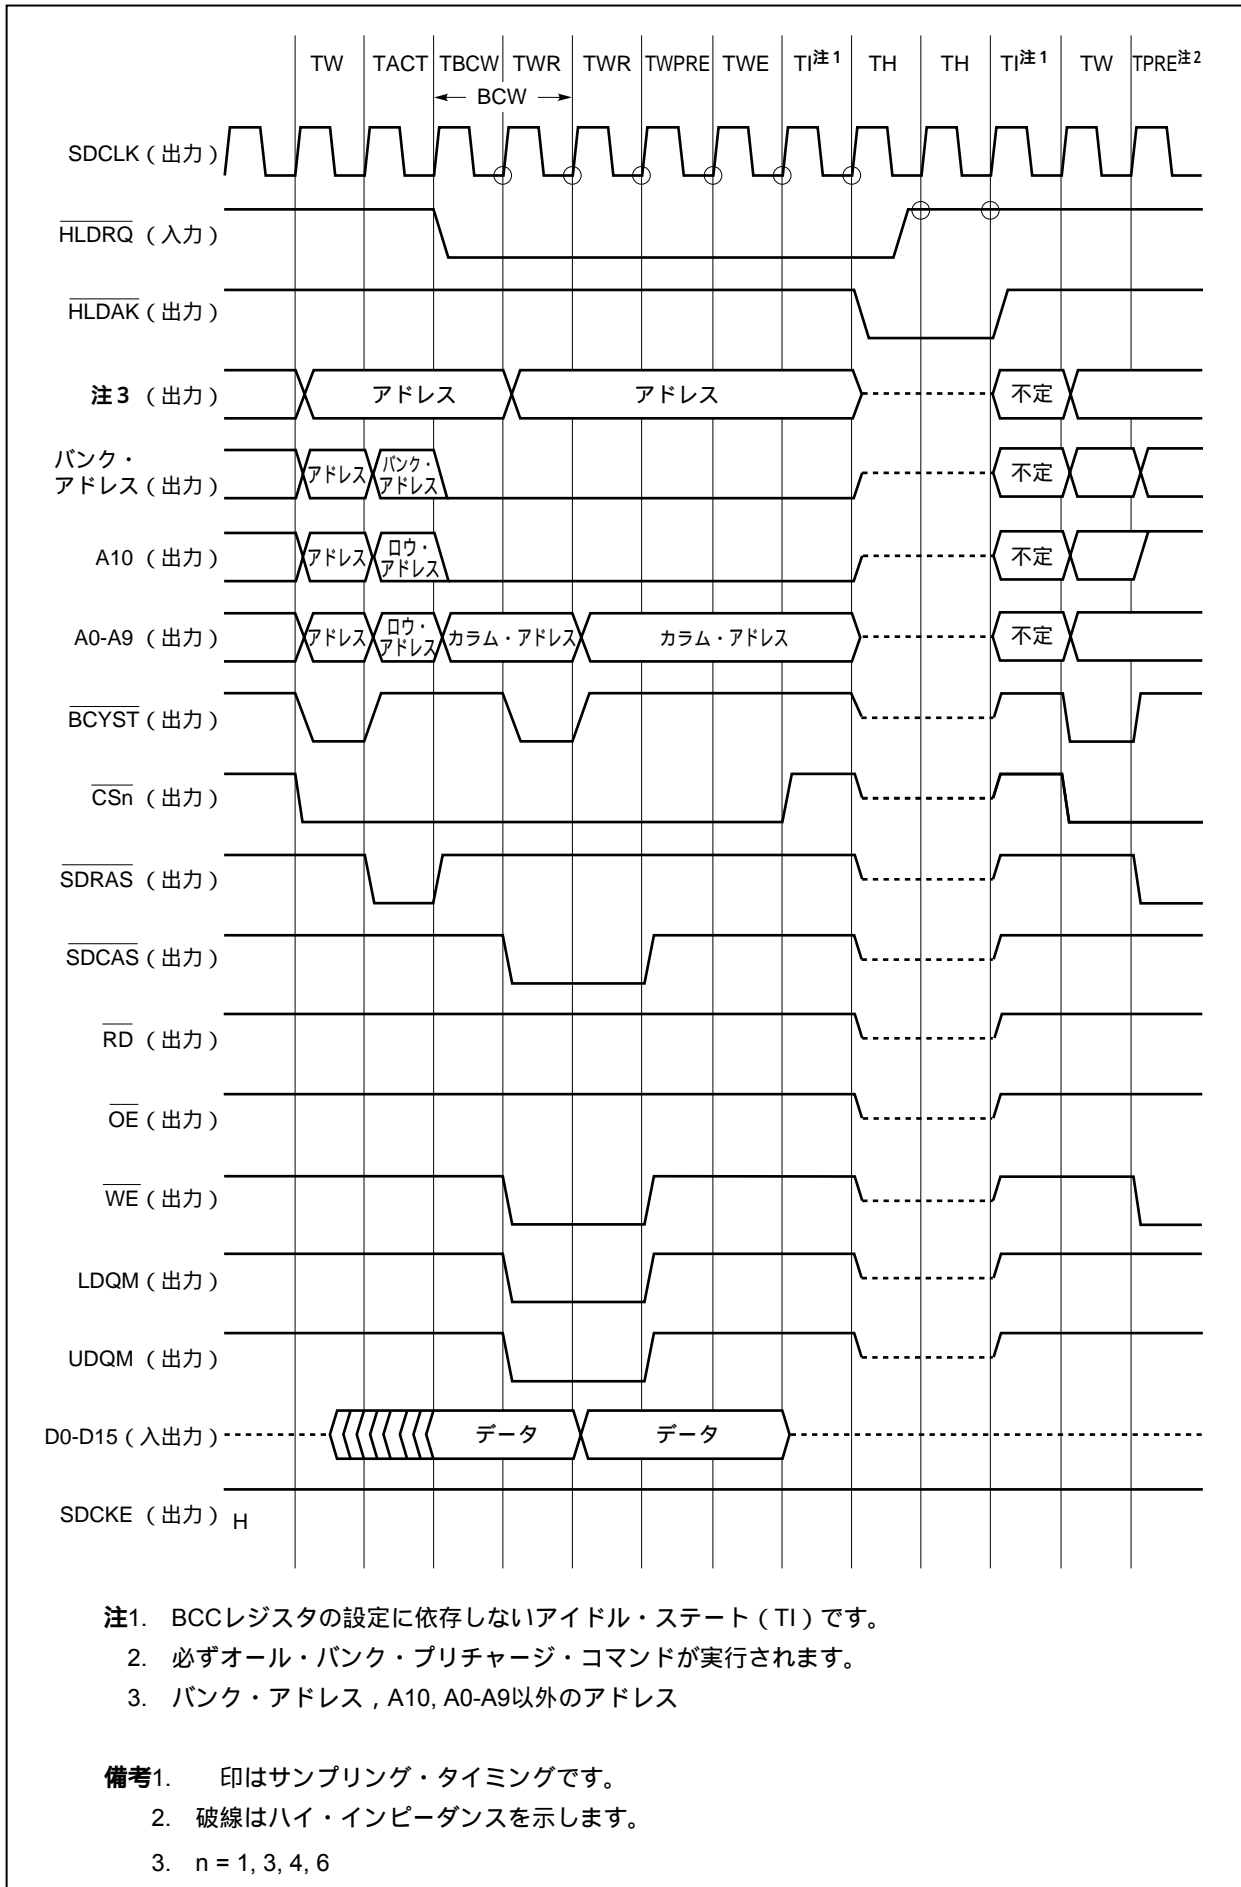 TW TACT TBCW TWR TWR TWPRE TWE TI注1 TH TH TI注1 TW TPRE注2
BCW
SDCLK（出力）
HLDRQ（入力）
HLDAK（出力）
注3（出力） アドレス アドレス 不定
バンク・
アドレス（出力） アドレス バンク・アドレス 不定
A10（出力） アドレス ロウ・アドレス 不定
A0-A9（出力） アドレス ロウ・アドレス カラム・アドレス カラム・アドレス 不定
BCYST（出力）
CSn（出力）
SDRAS（出力）
SDCAS（出力）
RD（出力）
OE（出力）
WE（出力）
LDQM（出力）
UDQM（出力）
D0-D15（入出力） データ データ
SDCKE（出力） H
注1. BCCレジスタの設定に依存しないアイドル・ステート（TI）です。
2. 必ずオール・バンク・プリチャージ・コマンドが実行されます。
3. バンク・アドレス，A10, A0-A9以外のアドレス
備考1. 印はサンプリング・タイミングです。
2. 破線はハイ・インピーダンスを示します。
3. n = 1, 3, 4, 6